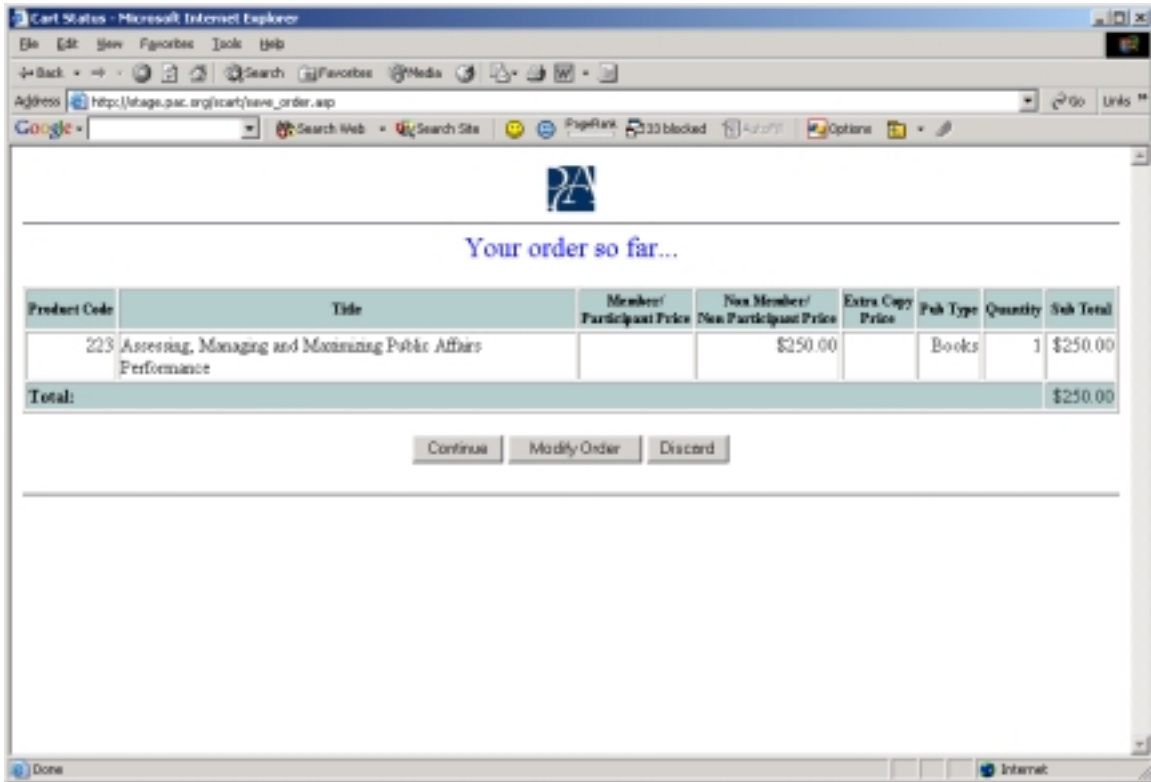 Cart Status - Microsoft Internet Explorer
File Edit View Favorites Tools Help
Back Search Favorites Media
Address http://stage.pac.org/scart/save_order.asp Go Links »
Google Search Web Search Site PageRank 133 blocked AutoFill Options
PA
Your order so far...
Product Code Title Member/ Participant Price Non Member/ Non Participant Price Extra Copy Price Pub Type Quantity Sub Total
223 Assessing, Managing and Maximizing Public Affairs $250.00 Books 1 $250.00
Performance
Total: $250.00
Continue Modify Order Discard
Done Internet